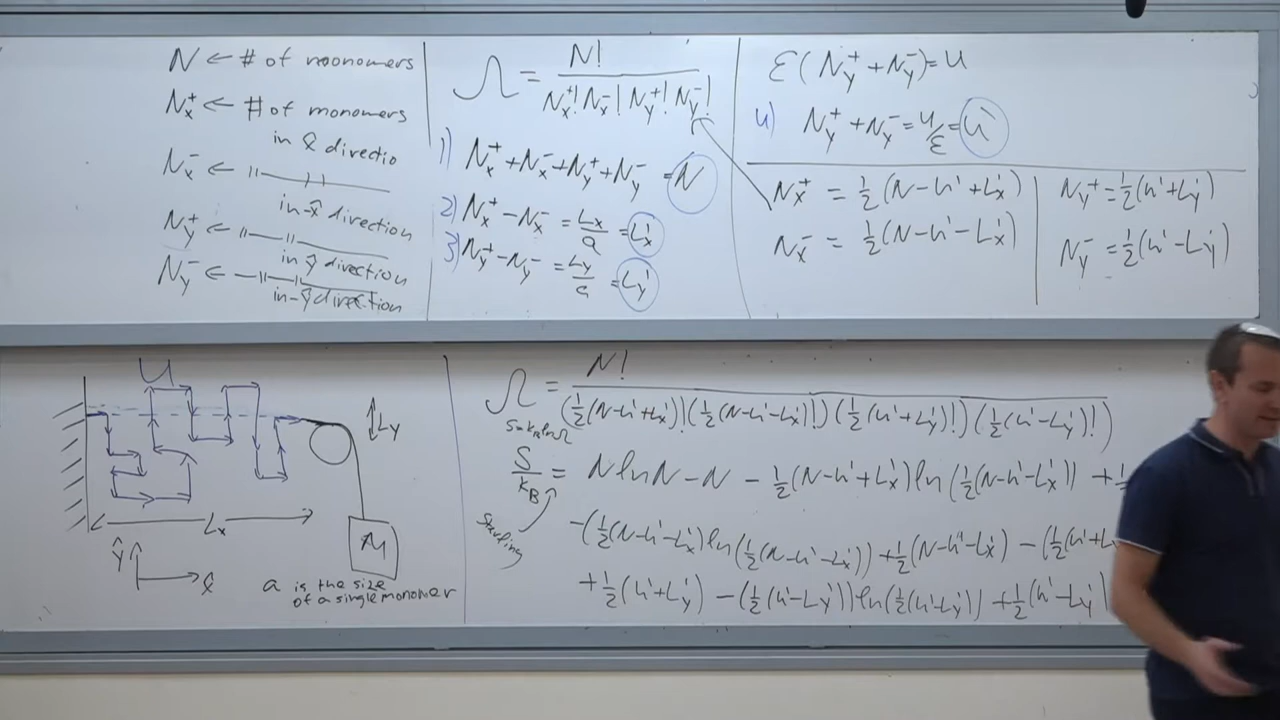 N ← # of monomers
N_x^+ ← # of monomers
in x̂ directio
N_x^- ← –〃– 〃
in -x̂ direction
N_y^+ ← –〃– 〃
in ŷ direction
N_y^- ← –〃– 〃
in -ŷ direction
Ω = N! / (N_x^+! N_x^-! N_y^+! N_y^-!)
1) N_x^+ + N_x^- + N_y^+ + N_y^- = N
2) N_x^+ - N_x^- = L_x/a = L_x'
3) N_y^+ - N_y^- = L_y/a = L_y'
ε(N_y^+ + N_y^-) = U
4) N_y^+ + N_y^- = U/ε = u'
N_x^+ = ½(N-u'+L_x')
N_x^- = ½(N-u'-L_x')
N_y^+ = ½(u'+L_y')
N_y^- = ½(u'-L_y')
U
L_y
L_x
M
ŷ
x̂
a is the size
of a single monomer
Ω = N! / (½(N-u'+L_x')!)(½(N-u'-L_x')!)(½(u'+L_y')!)(½(u'-L_y')!)
S=k_B lnΩ
S/k_B = N ln N - N - ½(N-u'+L_x') ln(½(N-u'-L_x')) + ½
Sterling
-(½(N-u'-L_x') ln(½(N-u'-L_x')) + ½(N-u'-L_x') - (½(u'+L
+½(u'+L_y') - (½(u'-L_y')) ln(½(u'-L_y')) + ½(u'-L_y')